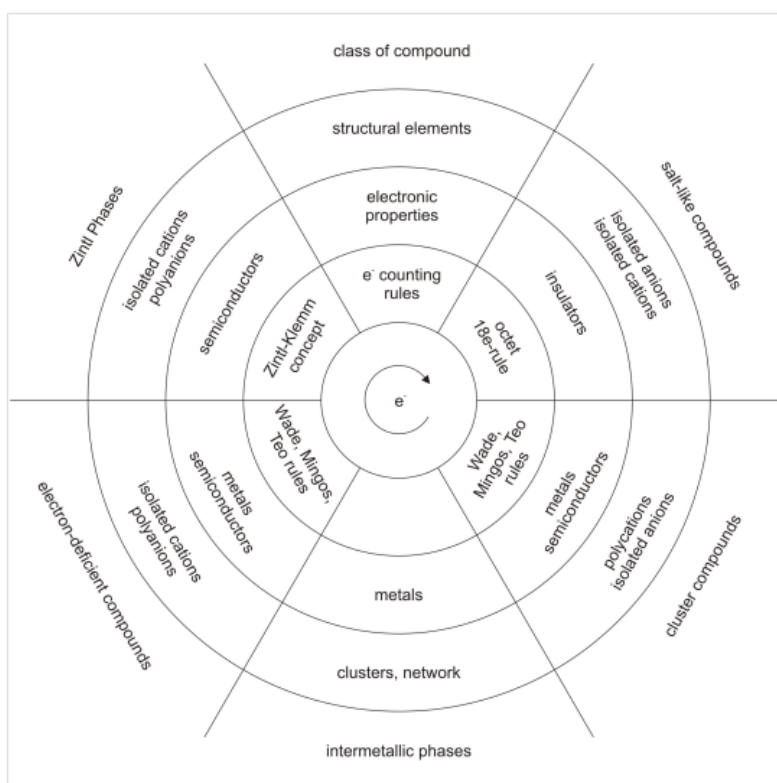 class of compound
structural elements
electronic
properties
e⁻ counting
rules
salt-like compounds
isolated anions
isolated cations
insulators
octet
18e-rule
cluster compounds
polycations
isolated anions
metals
semiconductors
Wade,
Mingos, Teo
rules
intermetallic phases
clusters, network
metals
electron-deficient compounds
isolated cations
polyanions
metals
semiconductors
Wade, Mingos,
Teo rules
Zintl Phases
isolated cations
polyanions
semiconductors
Zintl-Klemm
concept
e⁻